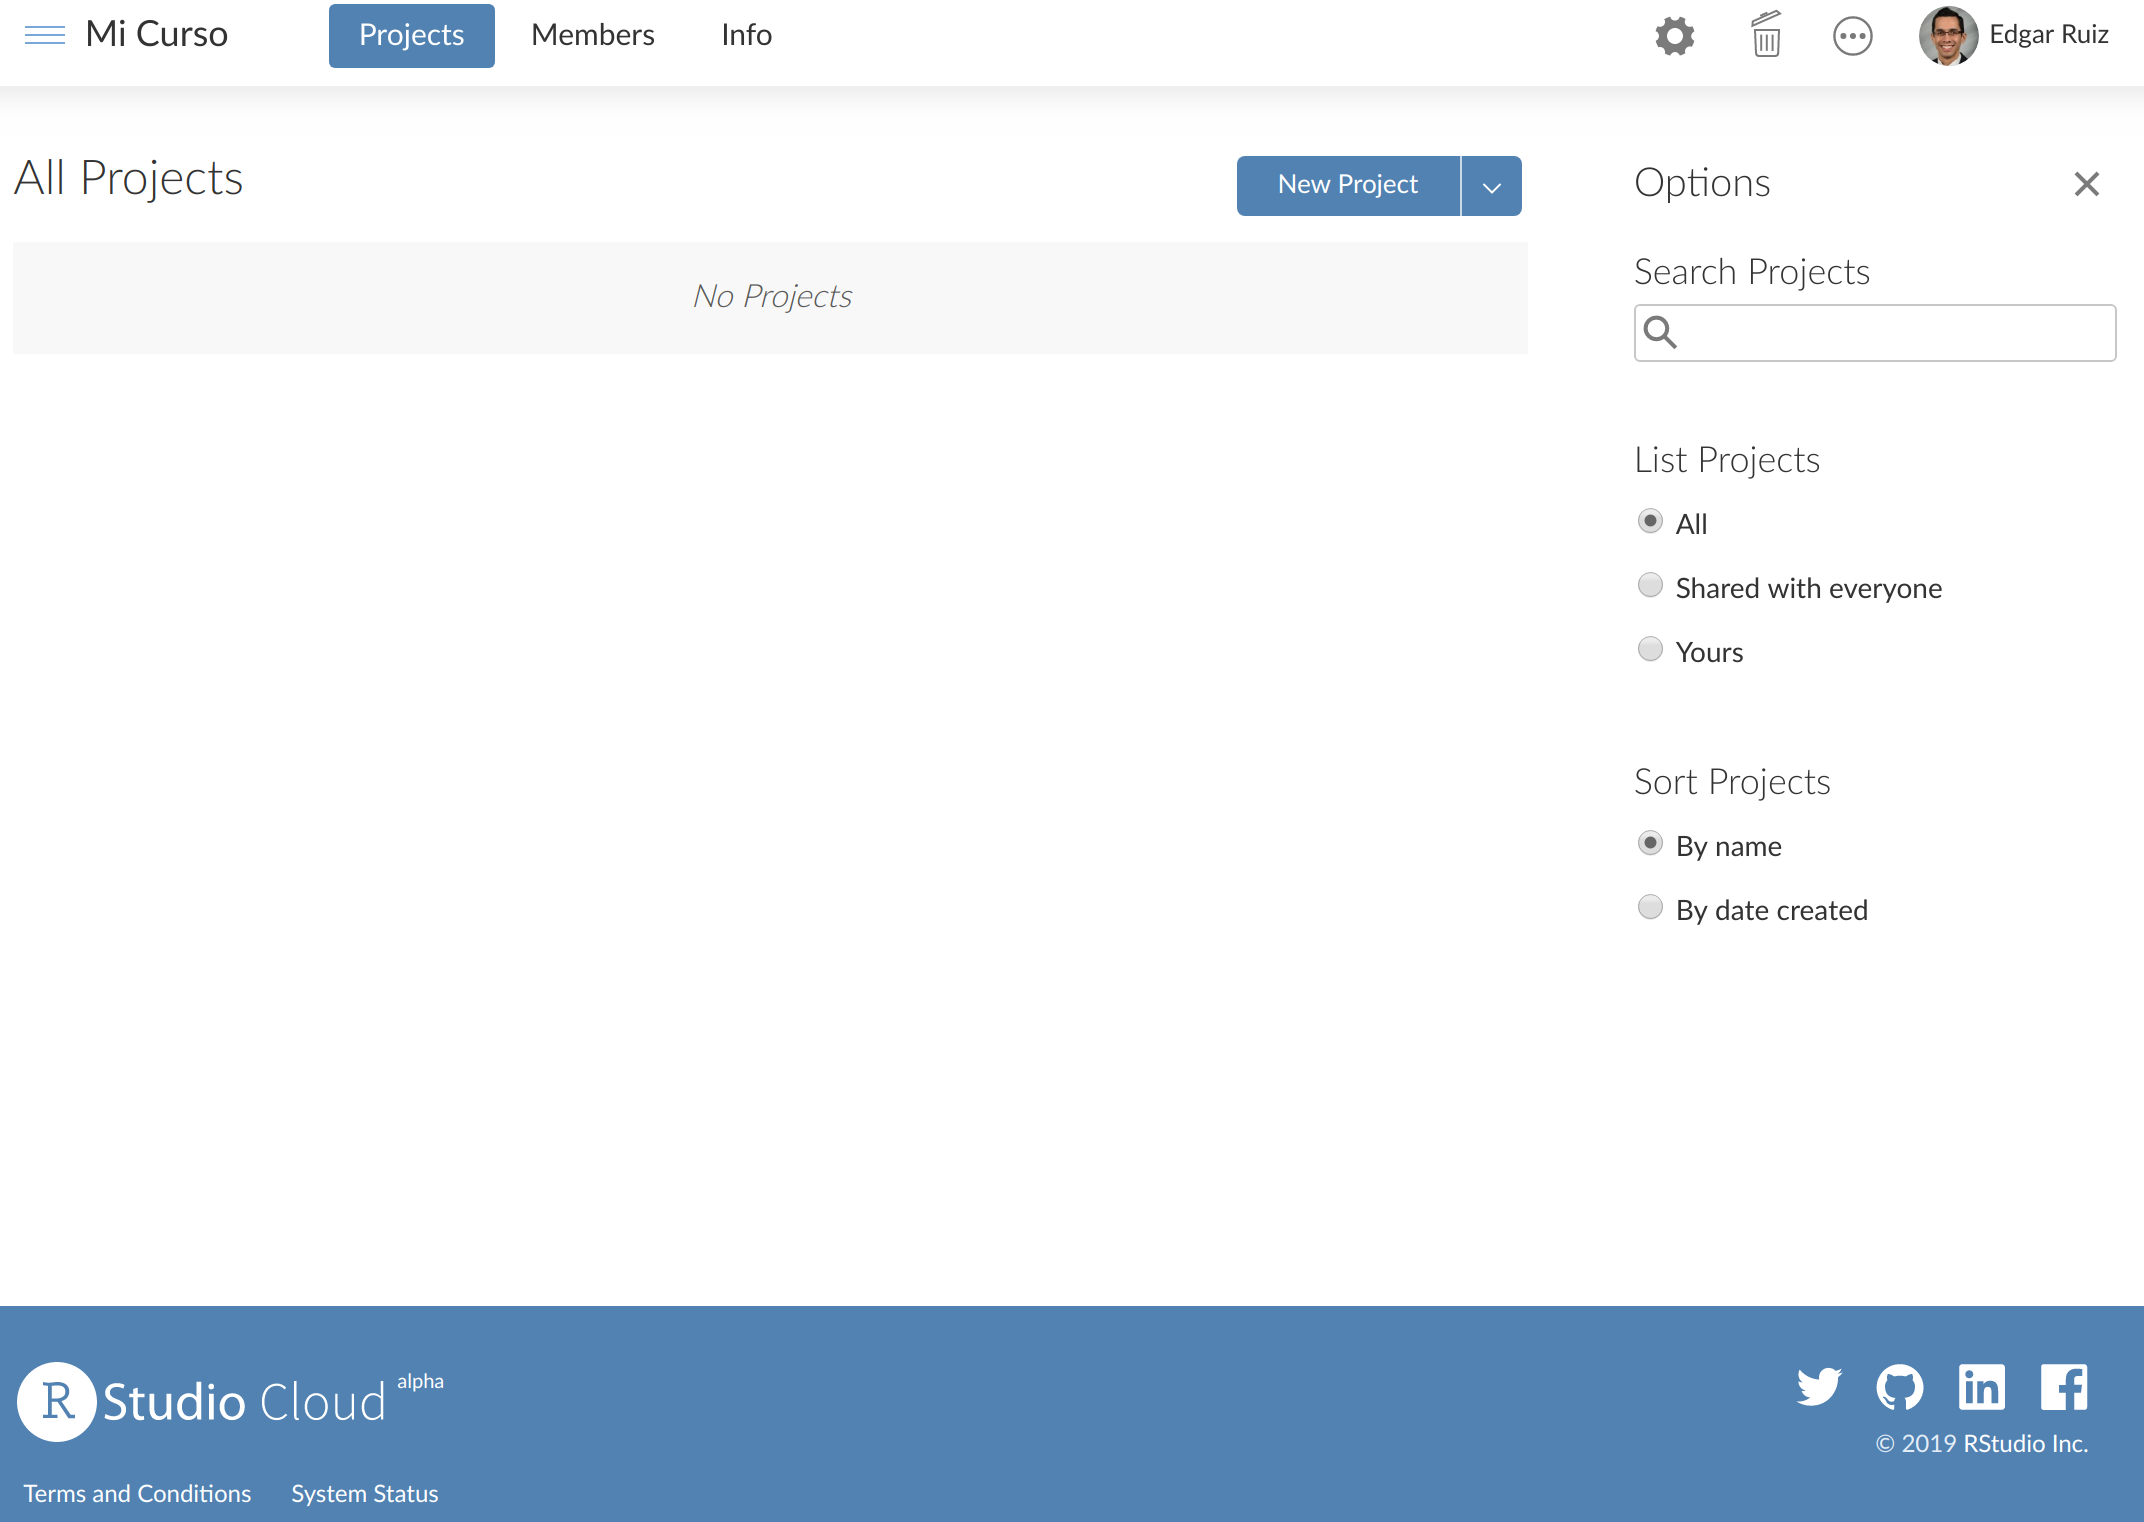 Mi Curso Projects Members Info Edgar Ruiz
All Projects
New Project
No Projects
Options
Search Projects
List Projects
All
Shared with everyone
Yours
Sort Projects
By name
By date created
R Studio Cloud alpha
Terms and Conditions System Status
© 2019 RStudio Inc.